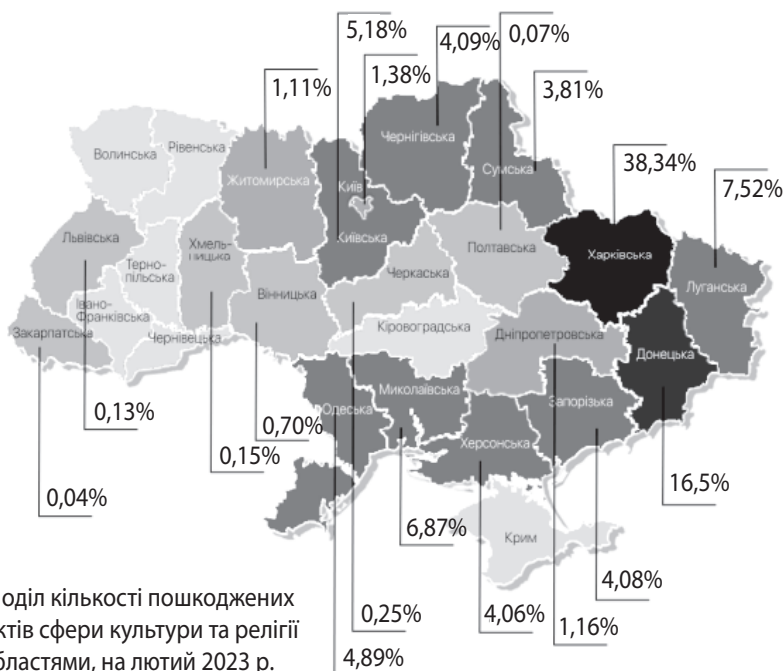 5,18%
4,09%
0,07%
1,11%
1,38%
3,81%
38,34%
7,52%
Волинська
Рівенська
Житомирська
Київ
Київська
Чернігівська
Сумська
Львівська
Терно-
пільська
Хмель-
ницька
Вінницька
Черкаська
Полтавська
Харківська
Луганська
Закарпатська
Івано-
Франківська
Чернівецька
Кіровоградська
Дніпропетровська
Донецька
Одеська
Миколаївська
Херсонська
Запорізька
Крим
0,13%
0,04%
0,15%
0,70%
6,87%
16,5%
4,08%
0,25%
4,06%
1,16%
4,89%
оділ кількості пошкоджених
ктів сфери культури та релігії
бластями, на лютий 2023 р.